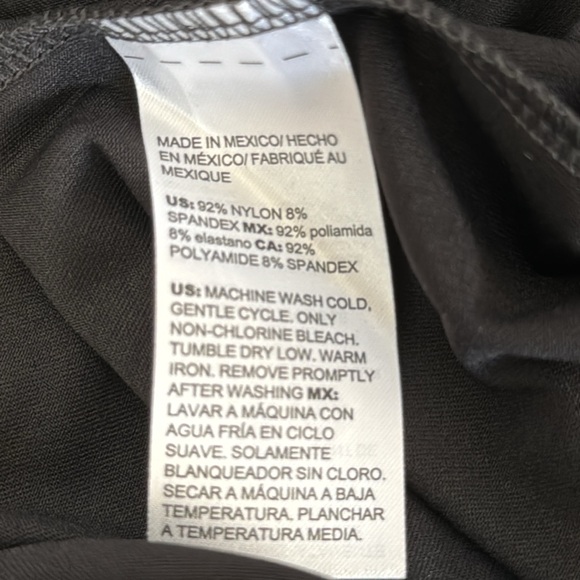 MADE IN MEXICO/ HECHO
EN MÉXICO/ FABRIQUÉ AU
MEXIQUE
US: 92% NYLON 8%
SPANDEX MX: 92% poliamida
8% elastano CA: 92%
POLYAMIDE 8% SPANDEX
US: MACHINE WASH COLD,
GENTLE CYCLE. ONLY
NON-CHLORINE BLEACH.
TUMBLE DRY LOW. WARM
IRON. REMOVE PROMPTLY
AFTER WASHING MX:
LAVAR A MÁQUINA CON
AGUA FRÍA EN CICLO
SUAVE. SOLAMENTE
BLANQUEADOR SIN CLORO.
SECAR A MÁQUINA A BAJA
TEMPERATURA. PLANCHAR
A TEMPERATURA MEDIA.